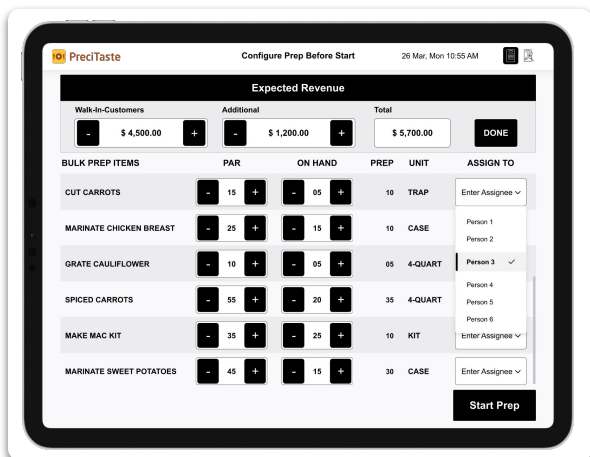 PreciTaste Configure Prep Before Start 26 Mar, Mon 10:55 AM
Expected Revenue
Walk-In-Customers Additional Total
- $ 4,500.00 + - $ 1,200.00 + $ 5,700.00 DONE
BULK PREP ITEMS PAR ON HAND PREP UNIT ASSIGN TO
CUT CARROTS - 15 + - 05 + 10 TRAP Enter Assignee
Person 1
MARINATE CHICKEN BREAST - 25 + - 15 + 10 CASE
Person 2
GRATE CAULIFLOWER - 10 + - 05 + 05 4-QUART Person 3
Person 4
SPICED CARROTS - 55 + - 20 + 35 4-QUART
Person 5
Person 6
MAKE MAC KIT - 35 + - 25 + 10 KIT Enter Assignee
MARINATE SWEET POTATOES - 45 + - 15 + 30 CASE Enter Assignee
Start Prep